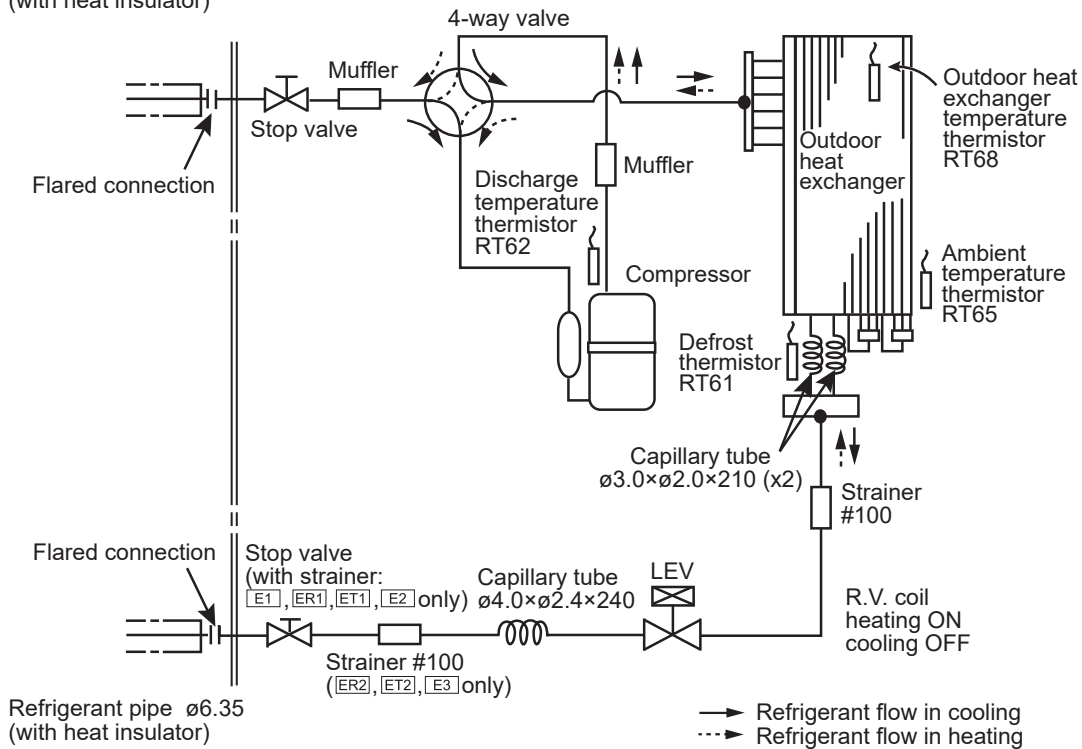 (with heat insulator)
4-way valve
Muffler
Stop valve
Flared connection
Outdoor heat
exchanger
temperature
thermistor
RT68
Outdoor
heat
exchanger
Muffler
Discharge
temperature
thermistor
RT62
Compressor
Ambient
temperature
thermistor
RT65
Defrost
thermistor
RT61
Capillary tube
ø3.0×ø2.0×210 (x2)
Strainer
#100
Flared connection
Stop valve
(with strainer:
E1, ER1, ET1, E2 only)
Capillary tube
ø4.0×ø2.4×240
LEV
R.V. coil
heating ON
cooling OFF
Strainer #100
(ER2, ET2, E3 only)
Refrigerant pipe ø6.35
(with heat insulator)
Refrigerant flow in cooling
Refrigerant flow in heating